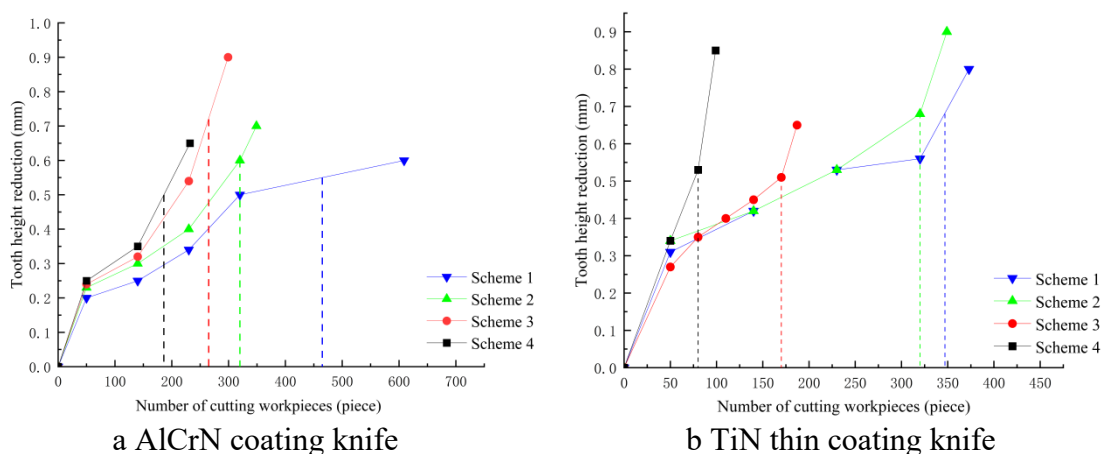 1.0
0.9
0.8
0.7
0.6
0.5
0.4
0.3
0.2
0.1
0.0
Tooth height reduction (mm)
0 100 200 300 400 500 600 700
Number of cutting workpieces (piece)
Scheme 1
Scheme 2
Scheme 3
Scheme 4
a AlCrN coating knife
0.9
0.8
0.7
0.6
0.5
0.4
0.3
0.2
0.1
0.0
Tooth height reduction (mm)
0 50 100 150 200 250 300 350 400 450
Number of cutting workpieces (piece)
Scheme 1
Scheme 2
Scheme 3
Scheme 4
b TiN thin coating knife